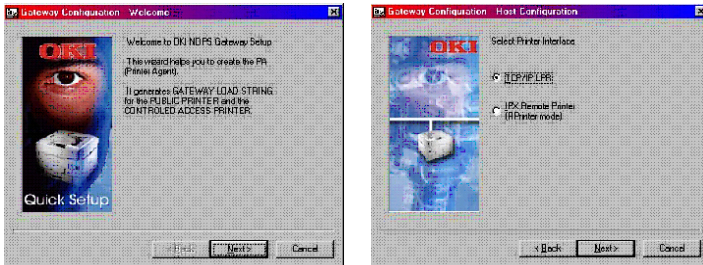 Gateway Configuration - Welcome
OKI
Welcome to OKI NDPS Gateway Setup
This wizard helps you to create the PA
(Printer Agent).
It generates GATEWAY LOAD STRING
for the PUBLIC PRINTER and the
CONTROLED ACCESS PRINTER.
Quick Setup
< Back
Next >
Cancel
Gateway Configuration - Host Configuration
OKI
Select Printer Interface
TCP/IP LPR
IPX Remote Printer
(RPrinter mode)
< Back
Next >
Cancel